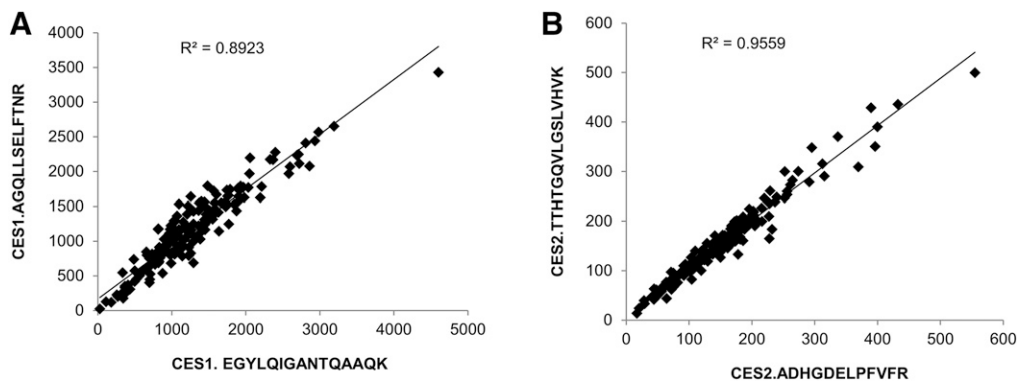 A
R² = 0.8923
CES1.AGQLLSELFTNR
4000
3500
3000
2500
2000
1500
1000
500
0
0 1000 2000 3000 4000 5000
CES1. EGYLQIGANTQAAQK
B
R² = 0.9559
CES2.TTHTGQVLGSLVHVK
600
500
400
300
200
100
0
0 100 200 300 400 500 600
CES2.ADHGDELPFVFR